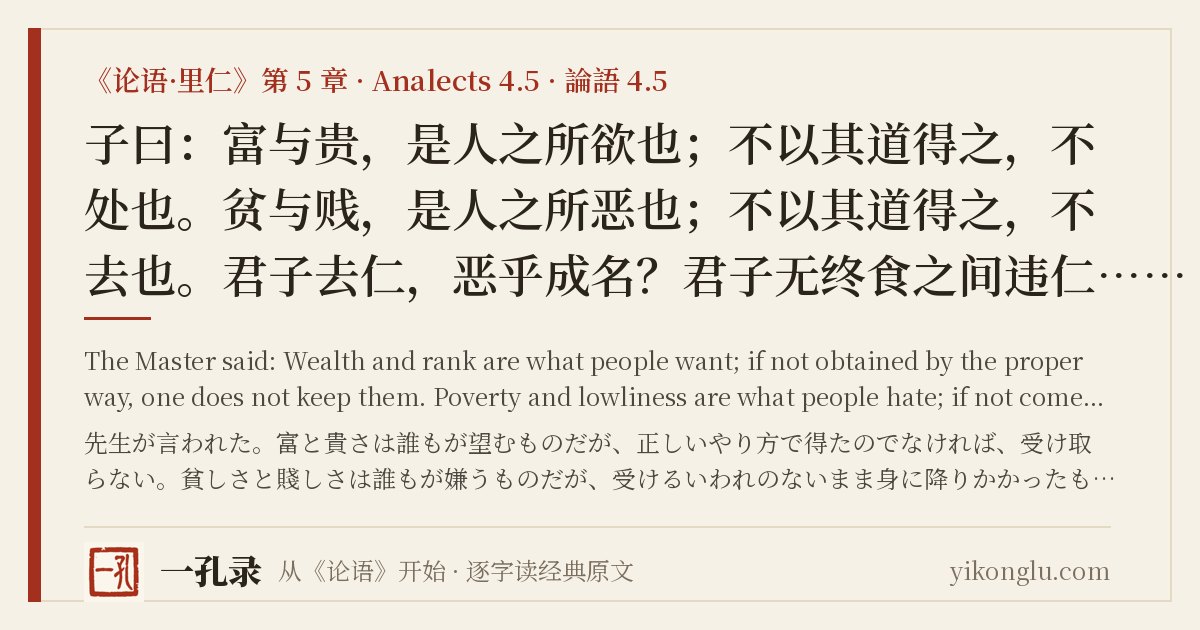 《论语·里仁》第 5 章 · Analects 4.5 · 論語 4.5
子曰：富与贵，是人之所欲也；不以其道得之，不
处也。贫与贱，是人之所恶也；不以其道得之，不
去也。君子去仁，恶乎成名？君子无终食之间违仁……
The Master said: Wealth and rank are what people want; if not obtained by the proper
way, one does not keep them. Poverty and lowliness are what people hate; if not come…
先生が言われた。富と貴さは誰もが望むものだが、正しいやり方で得たのでなければ、受け取
らない。貧しさと賤しさは誰もが嫌うものだが、受けるいわれのないまま身に降りかかったも…
一孔
一孔录
从《论语》开始 · 逐字读经典原文
yikonglu.com